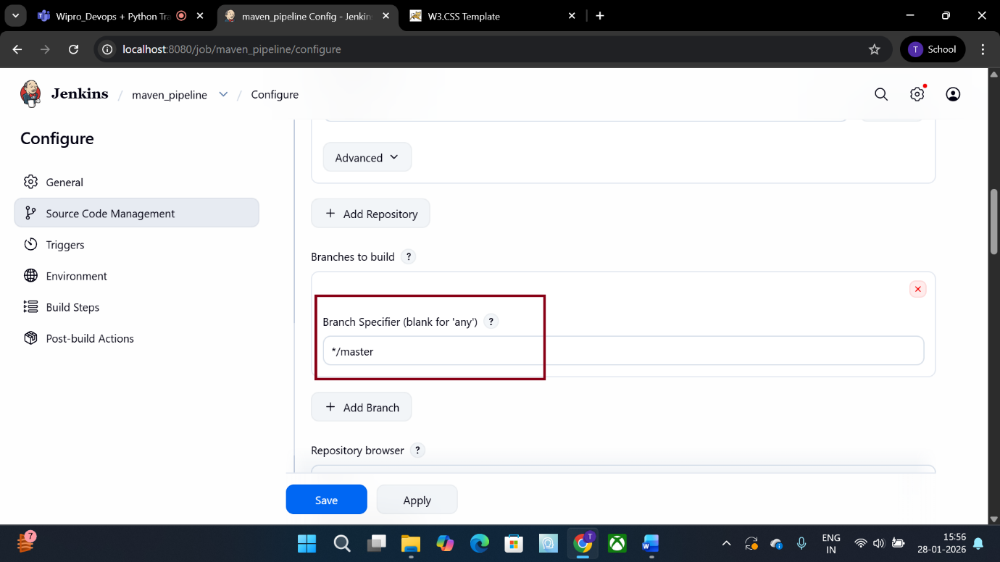 Wipro_Devops + Python Tra
maven_pipeline Config - Jenkins
W3.CSS Template
localhost:8080/job/maven_pipeline/configure
T School
Jenkins / maven_pipeline / Configure
Configure
General
Source Code Management
Triggers
Environment
Build Steps
Post-build Actions
Advanced
+ Add Repository
Branches to build ?
Branch Specifier (blank for 'any') ?
*/master
+ Add Branch
Repository browser ?
Save
Apply
7
T
W
ENG
IN
15:56
28-01-2026